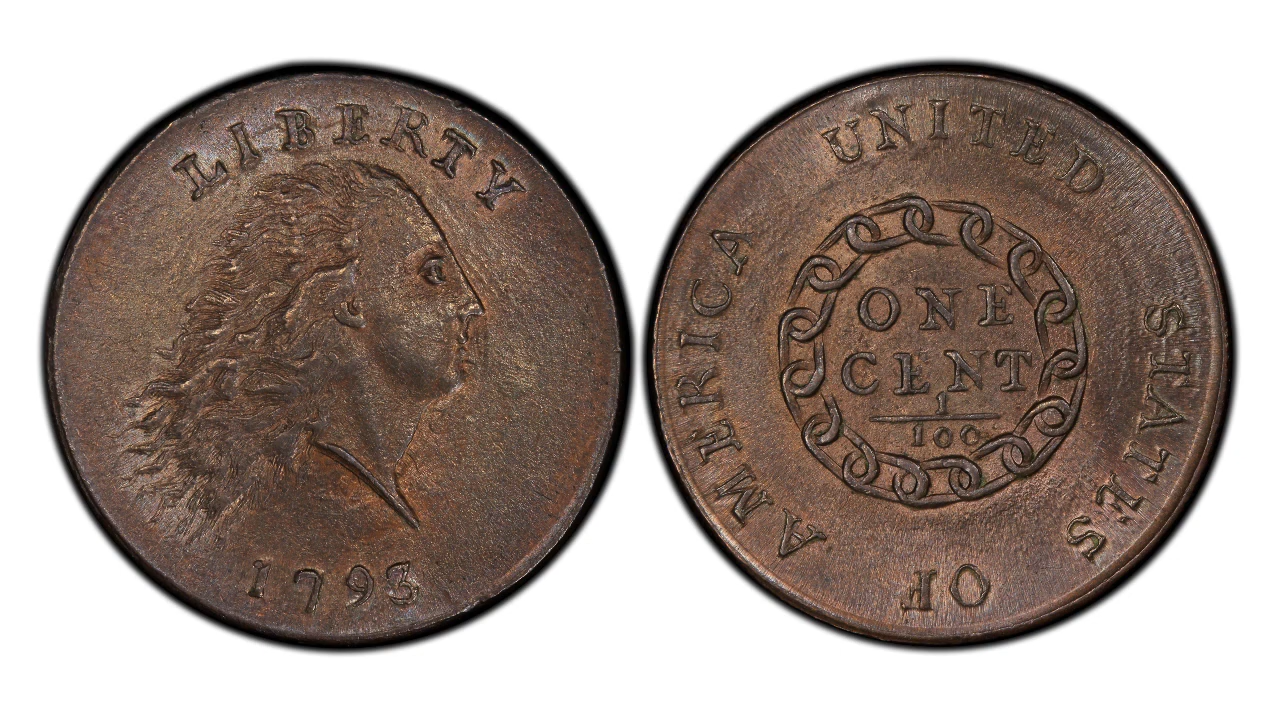 LIBERTY
1793
UNITED STATES OF AMERICA
ONE
CENT
1
100